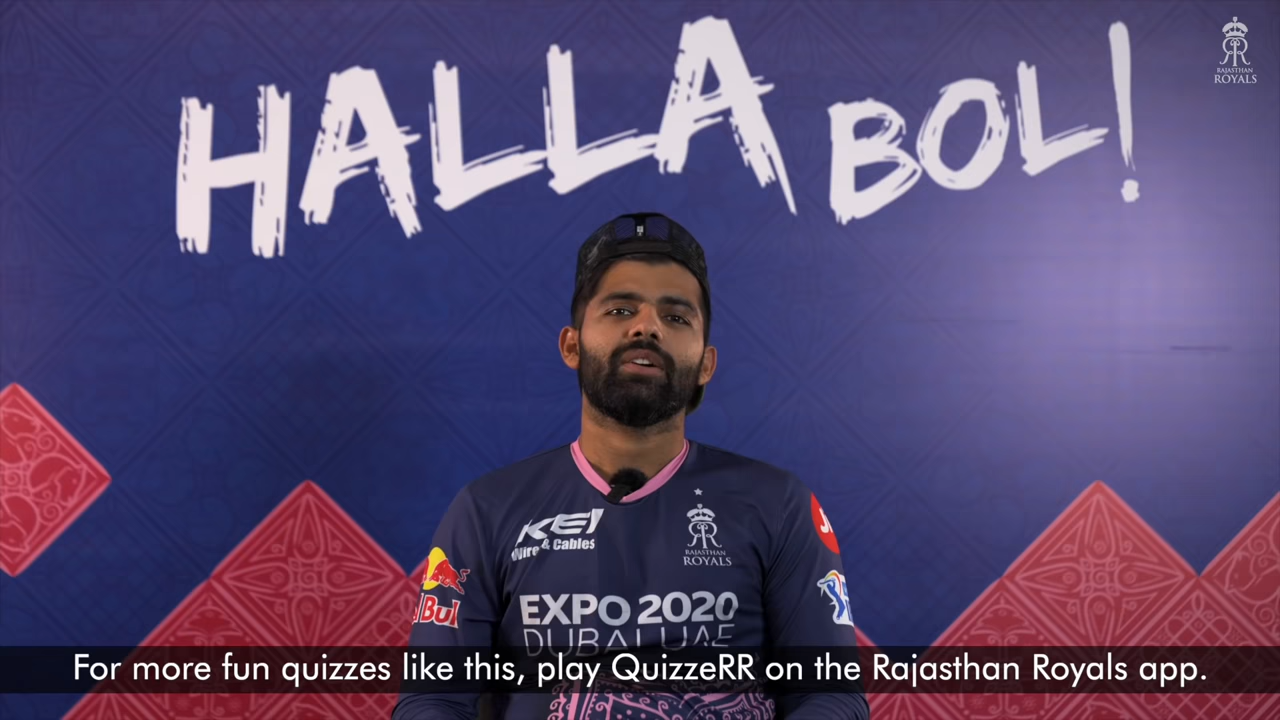 HALLA BOL!
RAJASTHAN
ROYALS
KEI
Wire & Cables
RAJASTHAN
ROYALS
Bull
EXPO 2020
DUBAI UAE
For more fun quizzes like this, play QuizzeRR on the Rajasthan Royals app.